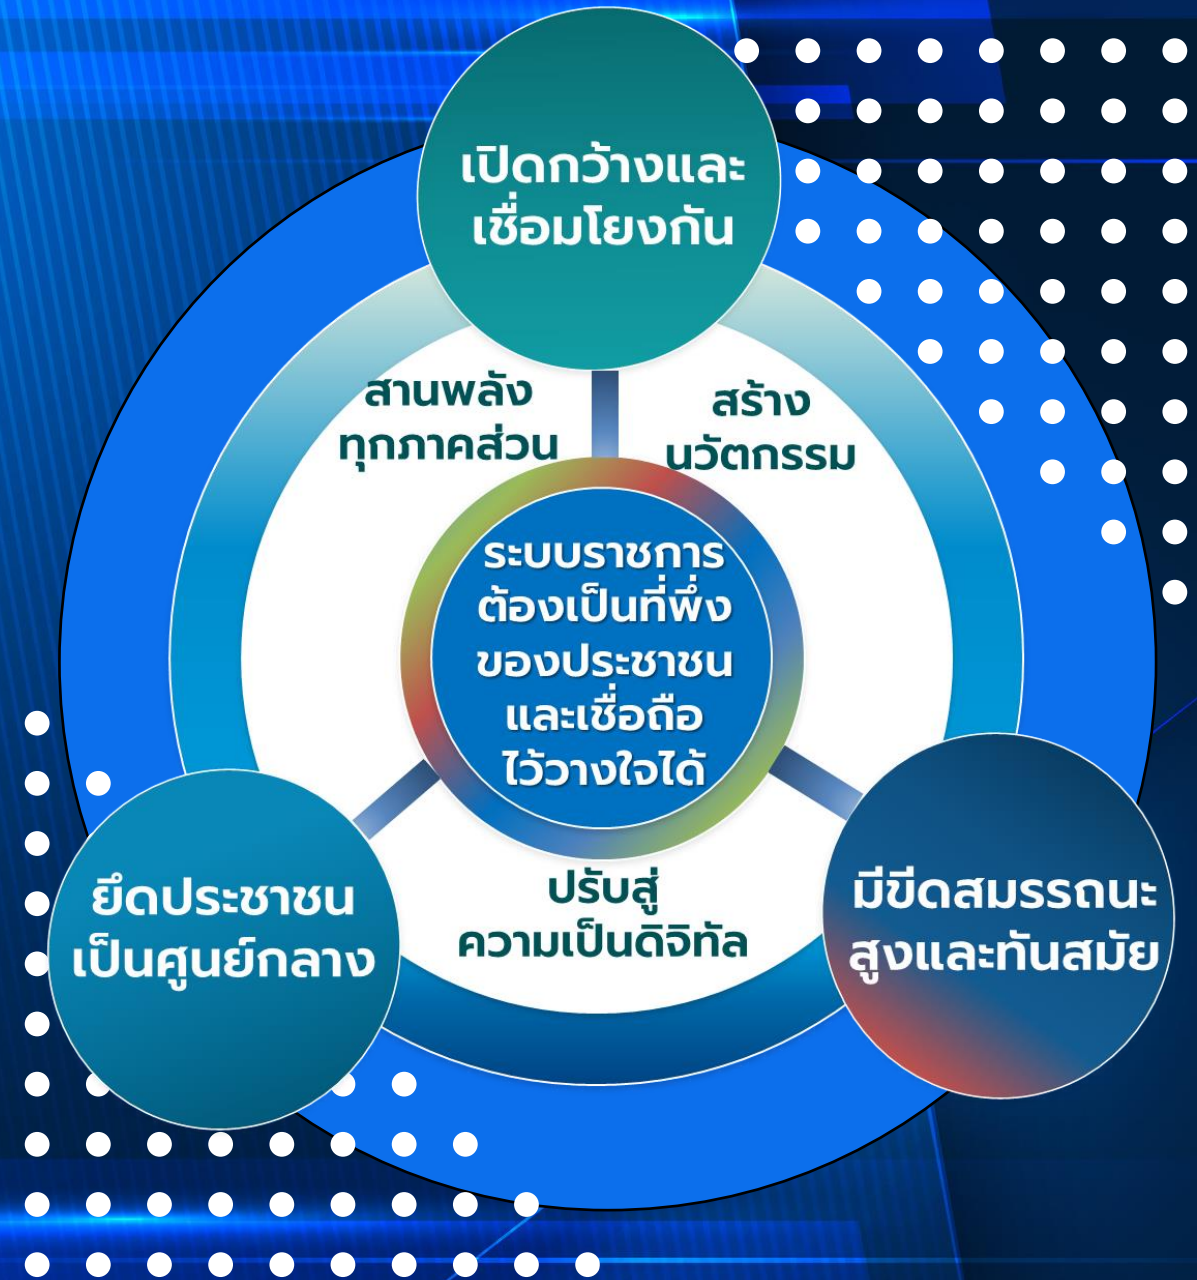 เปิดกว้างและ
เชื่อมโยงกัน
สานพลัง
ทุกภาคส่วน
สร้าง
นวัตกรรม
ระบบราชการ
ต้องเป็นที่พึ่ง
ของประชาชน
และเชื่อถือ
ไว้วางใจได้
ยึดประชาชน
เป็นศูนย์กลาง
ปรับสู่
ความเป็นดิจิทัล
มีขีดสมรรถนะ
สูงและทันสมัย